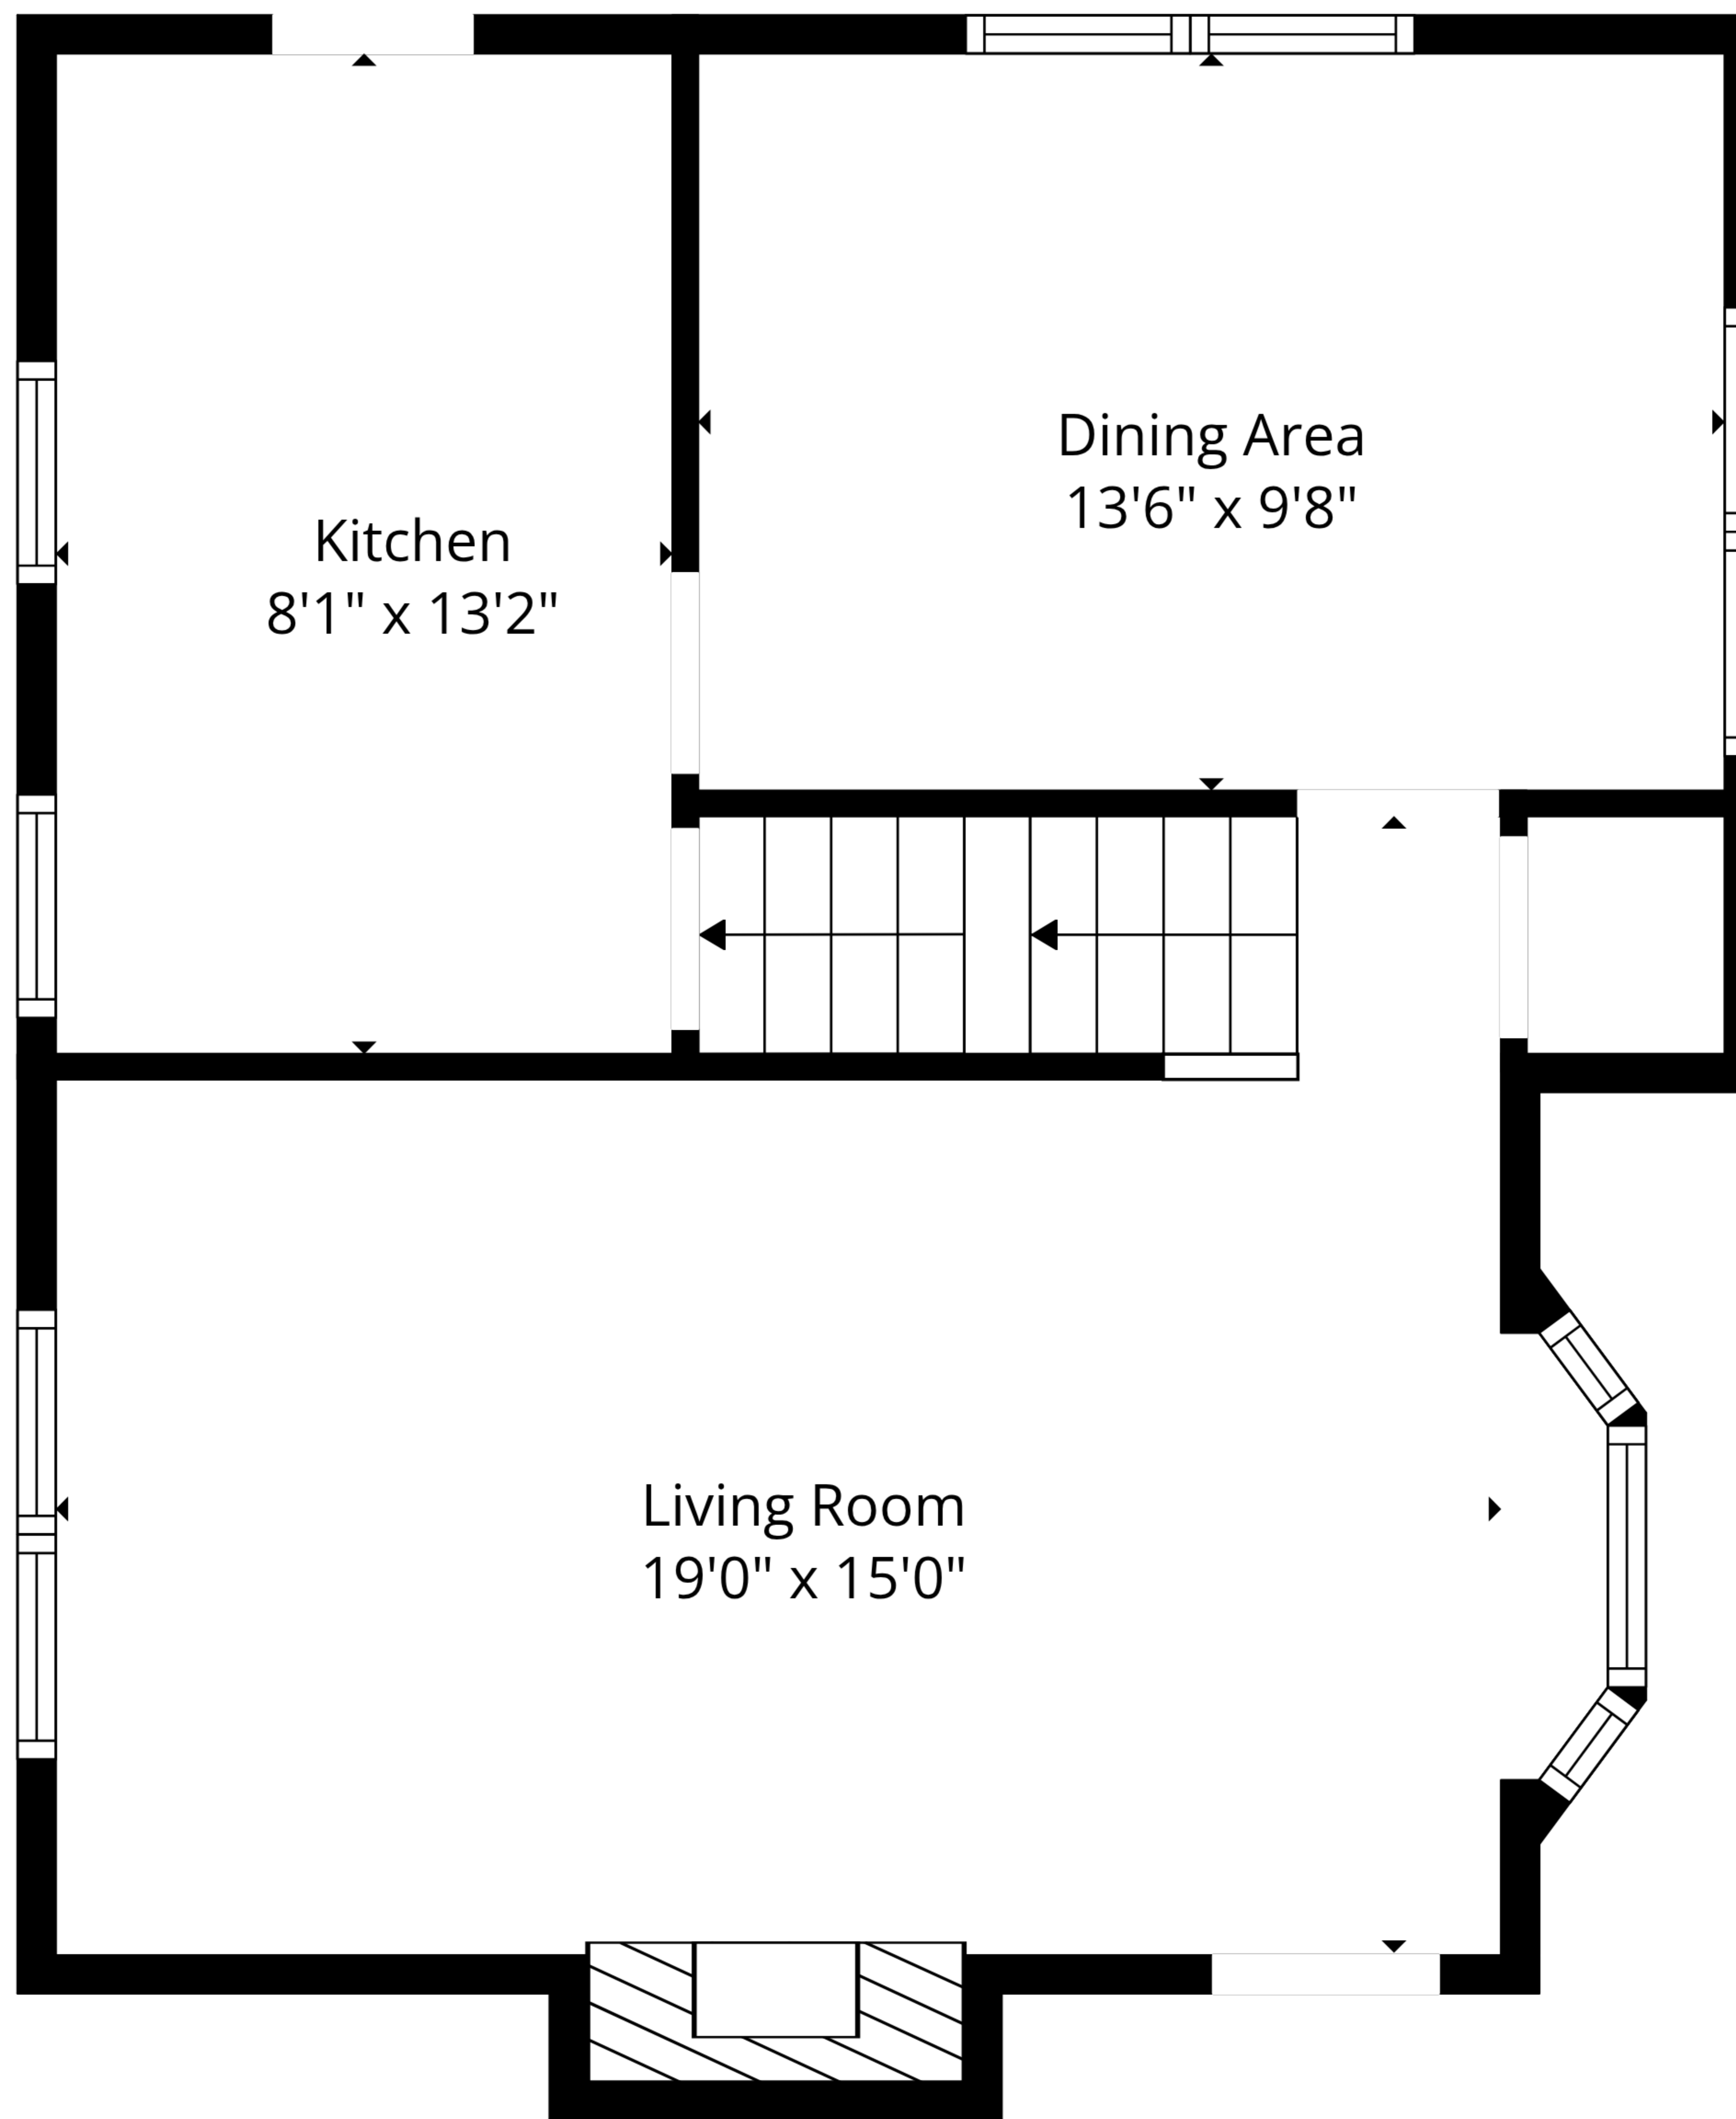 Dining Area
13'6" x 9'8"
Kitchen
8'1" x 13'2"
Living Room
19'0" x 15'0"